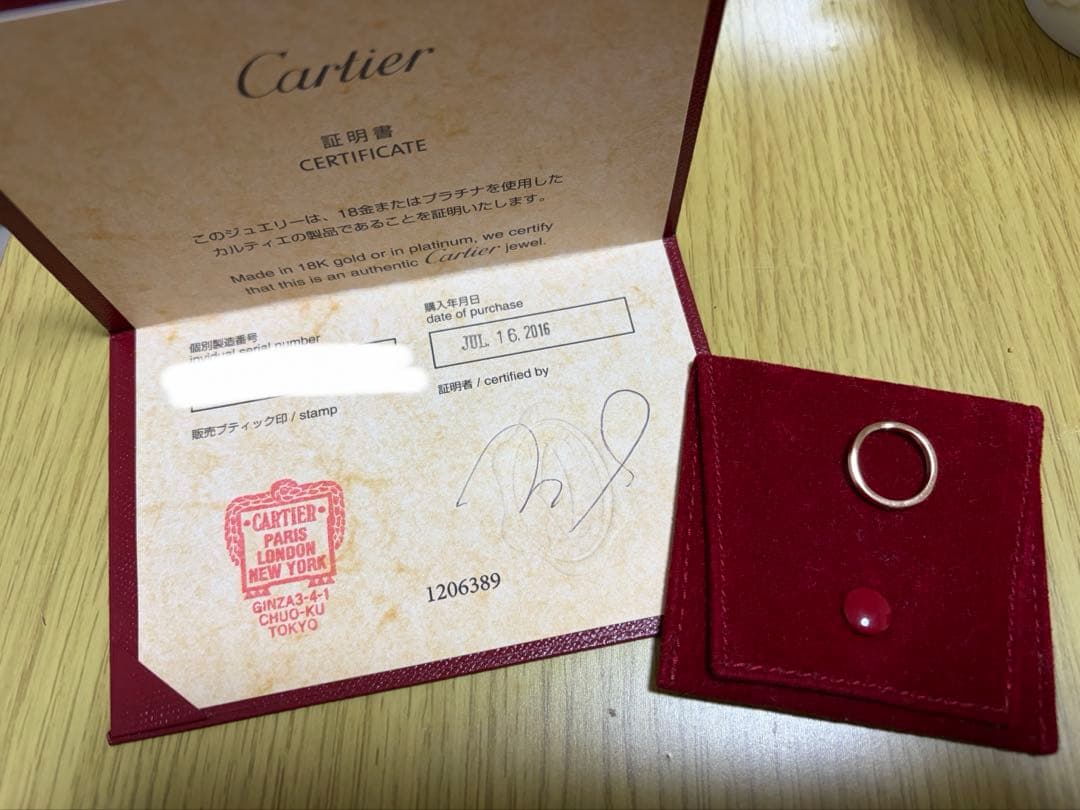 Cartier
証明書
CERTIFICATE
このジュエリーは、18金またはプラチナを使用した
カルティエの製品であることを証明いたします。
Made in 18K gold or in platinum, we certify
that this is an authentic Cartier jewel.
個別製造番号
serial number
購入年月日
date of purchase
JUL. 16. 2016
販売ブティック印 / stamp
証明者 / certified by
CARTIER
PARIS
LONDON
NEW YORK
GINZA3-4-1
CHUO-KU
TOKYO
1206389